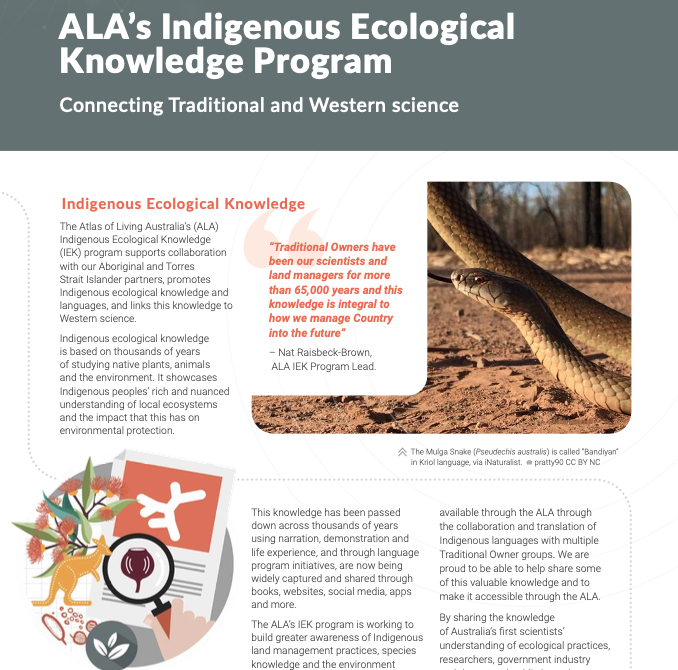 ALA’s Indigenous Ecological
Knowledge Program
Connecting Traditional and Western science
Indigenous Ecological Knowledge
The Atlas of Living Australia’s (ALA)
Indigenous Ecological Knowledge
(IEK) program supports collaboration
with our Aboriginal and Torres
Strait Islander partners, promotes
Indigenous ecological knowledge and
languages, and links this knowledge to
Western science.
Indigenous ecological knowledge
is based on thousands of years
of studying native plants, animals
and the environment. It showcases
Indigenous peoples’ rich and nuanced
understanding of local ecosystems
and the impact that this has on
environmental protection.
“Traditional Owners have
been our scientists and
land managers for more
than 65,000 years and this
knowledge is integral to
how we manage Country
into the future”
– Nat Raisbeck-Brown,
ALA IEK Program Lead.
The Mulga Snake (Pseudechis australis) is called “Bandiyan”
in Kriol language, via iNaturalist. pratty90 CC BY NC
This knowledge has been passed
down across thousands of years
using narration, demonstration and
life experience, and through language
program initiatives, are now being
widely captured and shared through
books, websites, social media, apps
and more.
The ALA’s IEK program is working to
build greater awareness of Indigenous
land management practices, species
knowledge and the environment
available through the ALA through
the collaboration and translation of
Indigenous languages with multiple
Traditional Owner groups. We are
proud to be able to help share some
of this valuable knowledge and to
make it accessible through the ALA.
By sharing the knowledge
of Australia’s first scientists’
understanding of ecological practices,
researchers, government industry